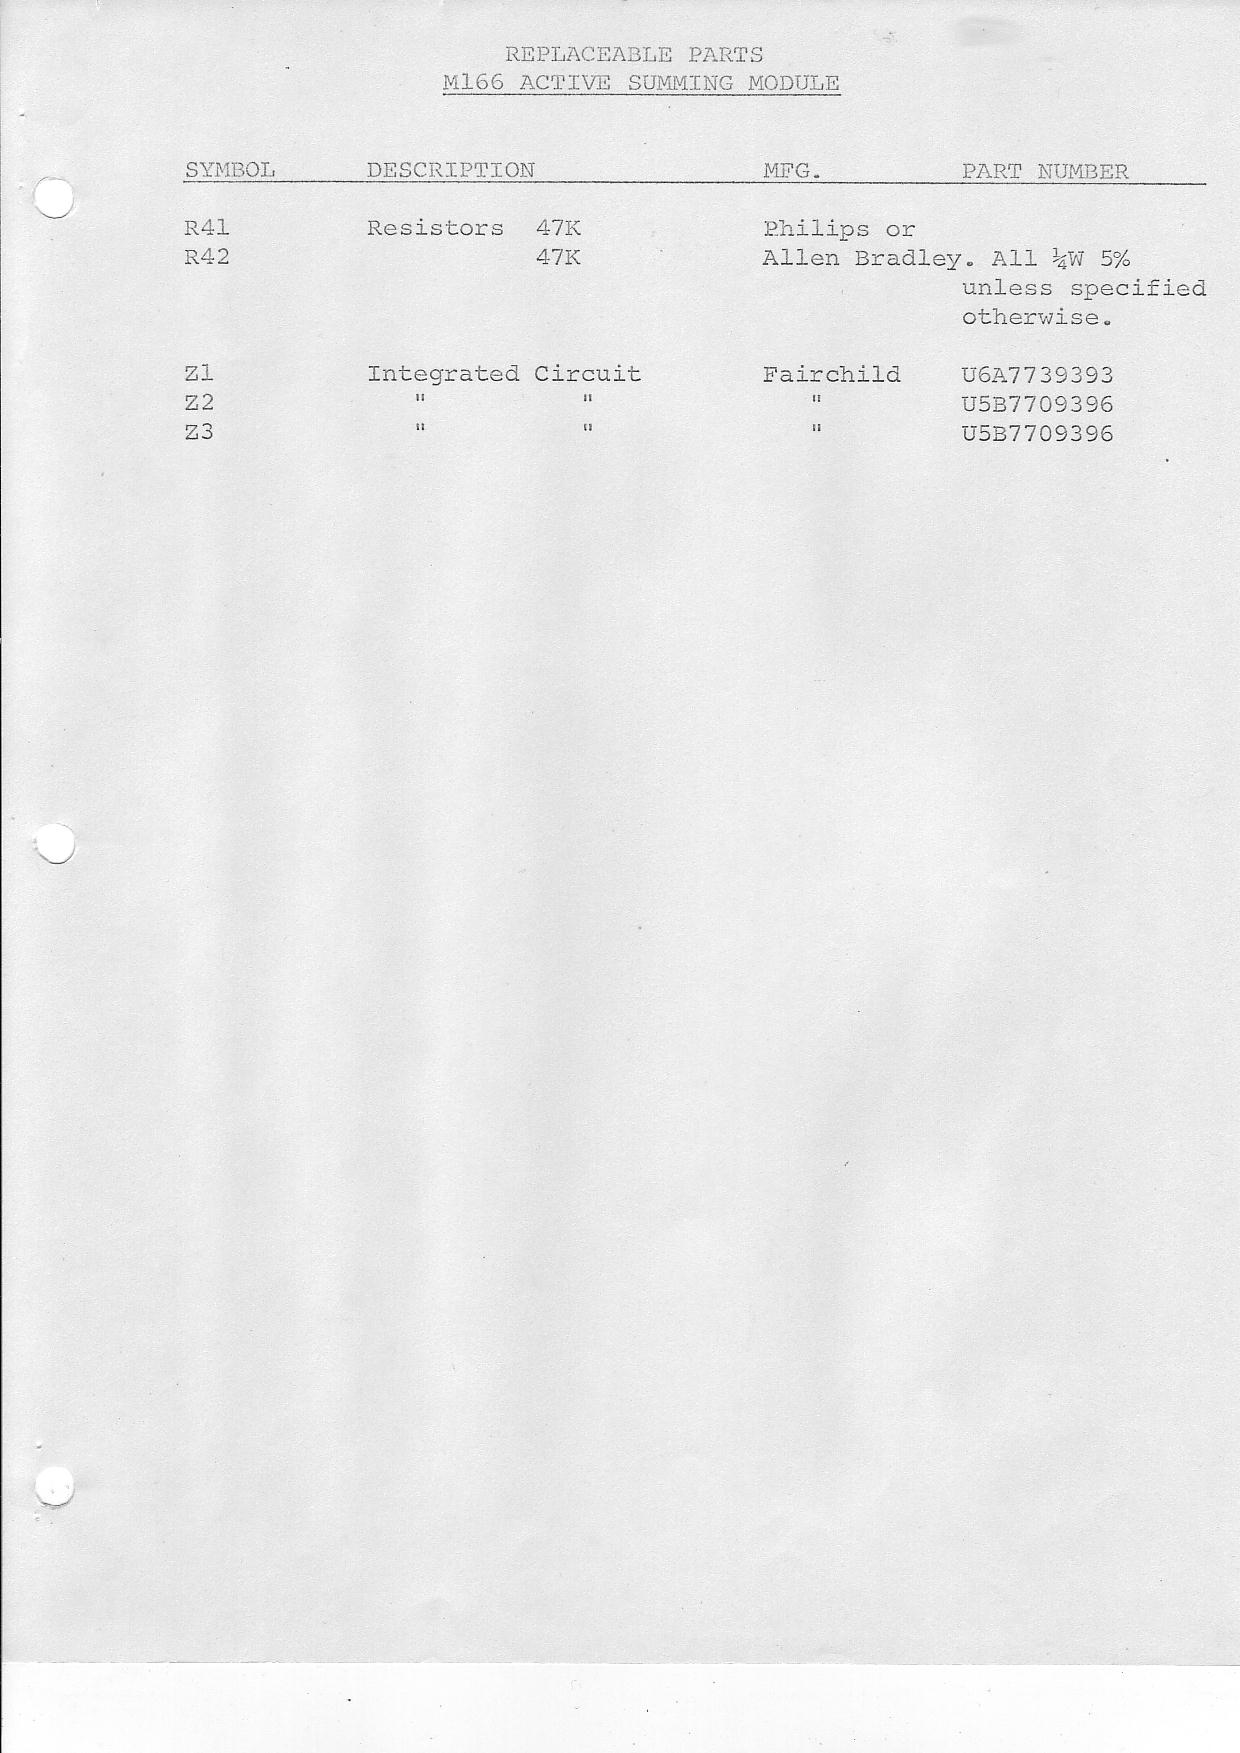 REPLACEABLE PARTS
M166 ACTIVE SUMMING MODULE
SYMBOL DESCRIPTION MFG. PART NUMBER
R41 Resistors 47K Philips or
R42 47K Allen Bradley. All ¼W 5%
unless specified
otherwise.
Z1 Integrated Circuit Fairchild U6A7739393
Z2 " " " U5B7709396
Z3 " " " U5B7709396